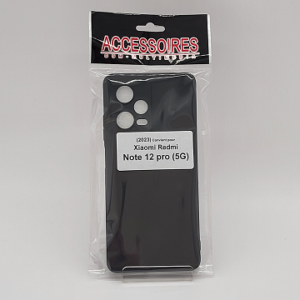 ACCESSOIRES
(2023)
Xiaomi Redmi
Note 12 pro (5G)